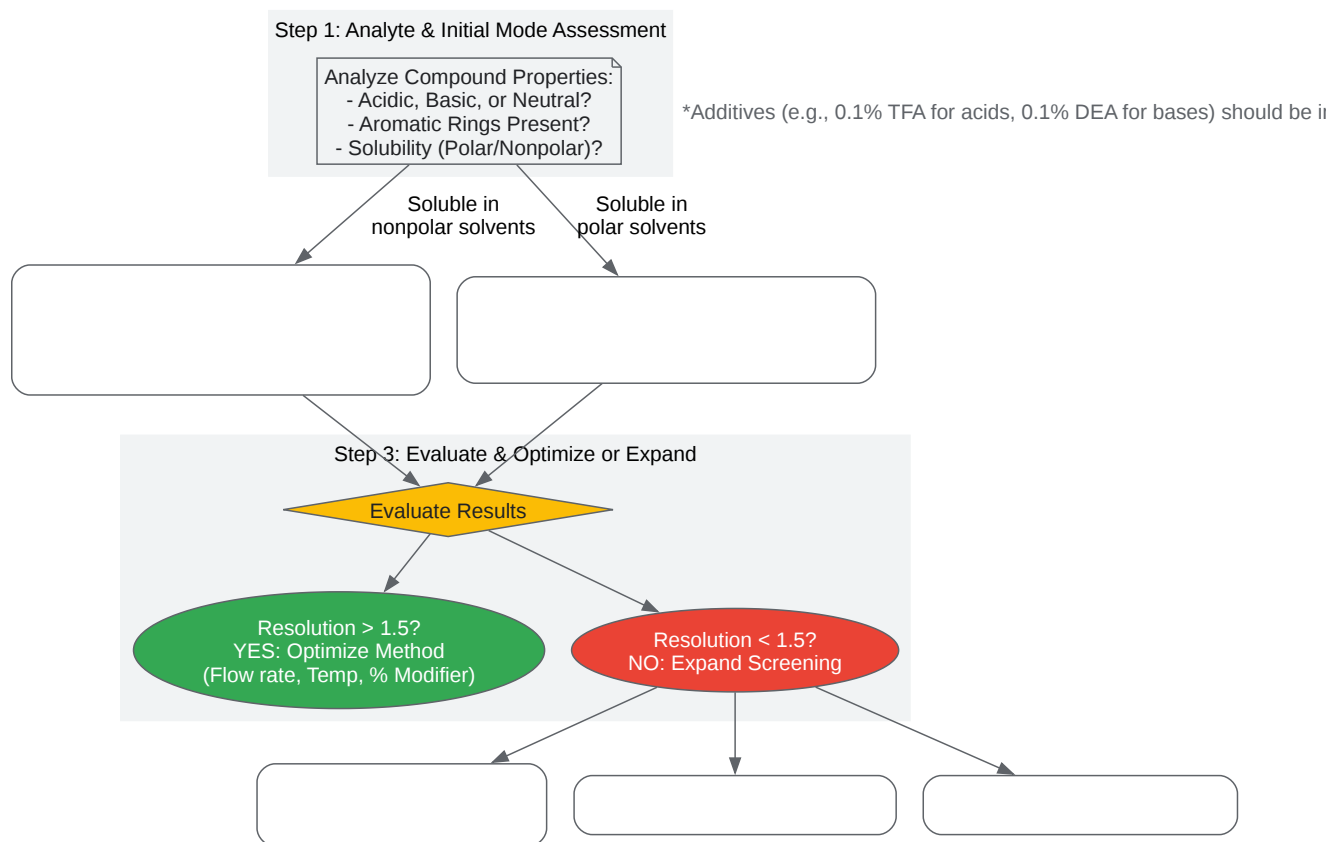 Step 1: Analyte & Initial Mode Assessment
Analyze Compound Properties:
- Acidic, Basic, or Neutral?
- Aromatic Rings Present?
- Solubility (Polar/Nonpolar)?
*Additives (e.g., 0.1% TFA for acids, 0.1% DEA for bases) should be
Soluble in
nonpolar solvents
Soluble in
polar solvents
Step 3: Evaluate & Optimize or Expand
Evaluate Results
Resolution > 1.5?
YES: Optimize Method
(Flow rate, Temp, % Modifier)
Resolution < 1.5?
NO: Expand Screening